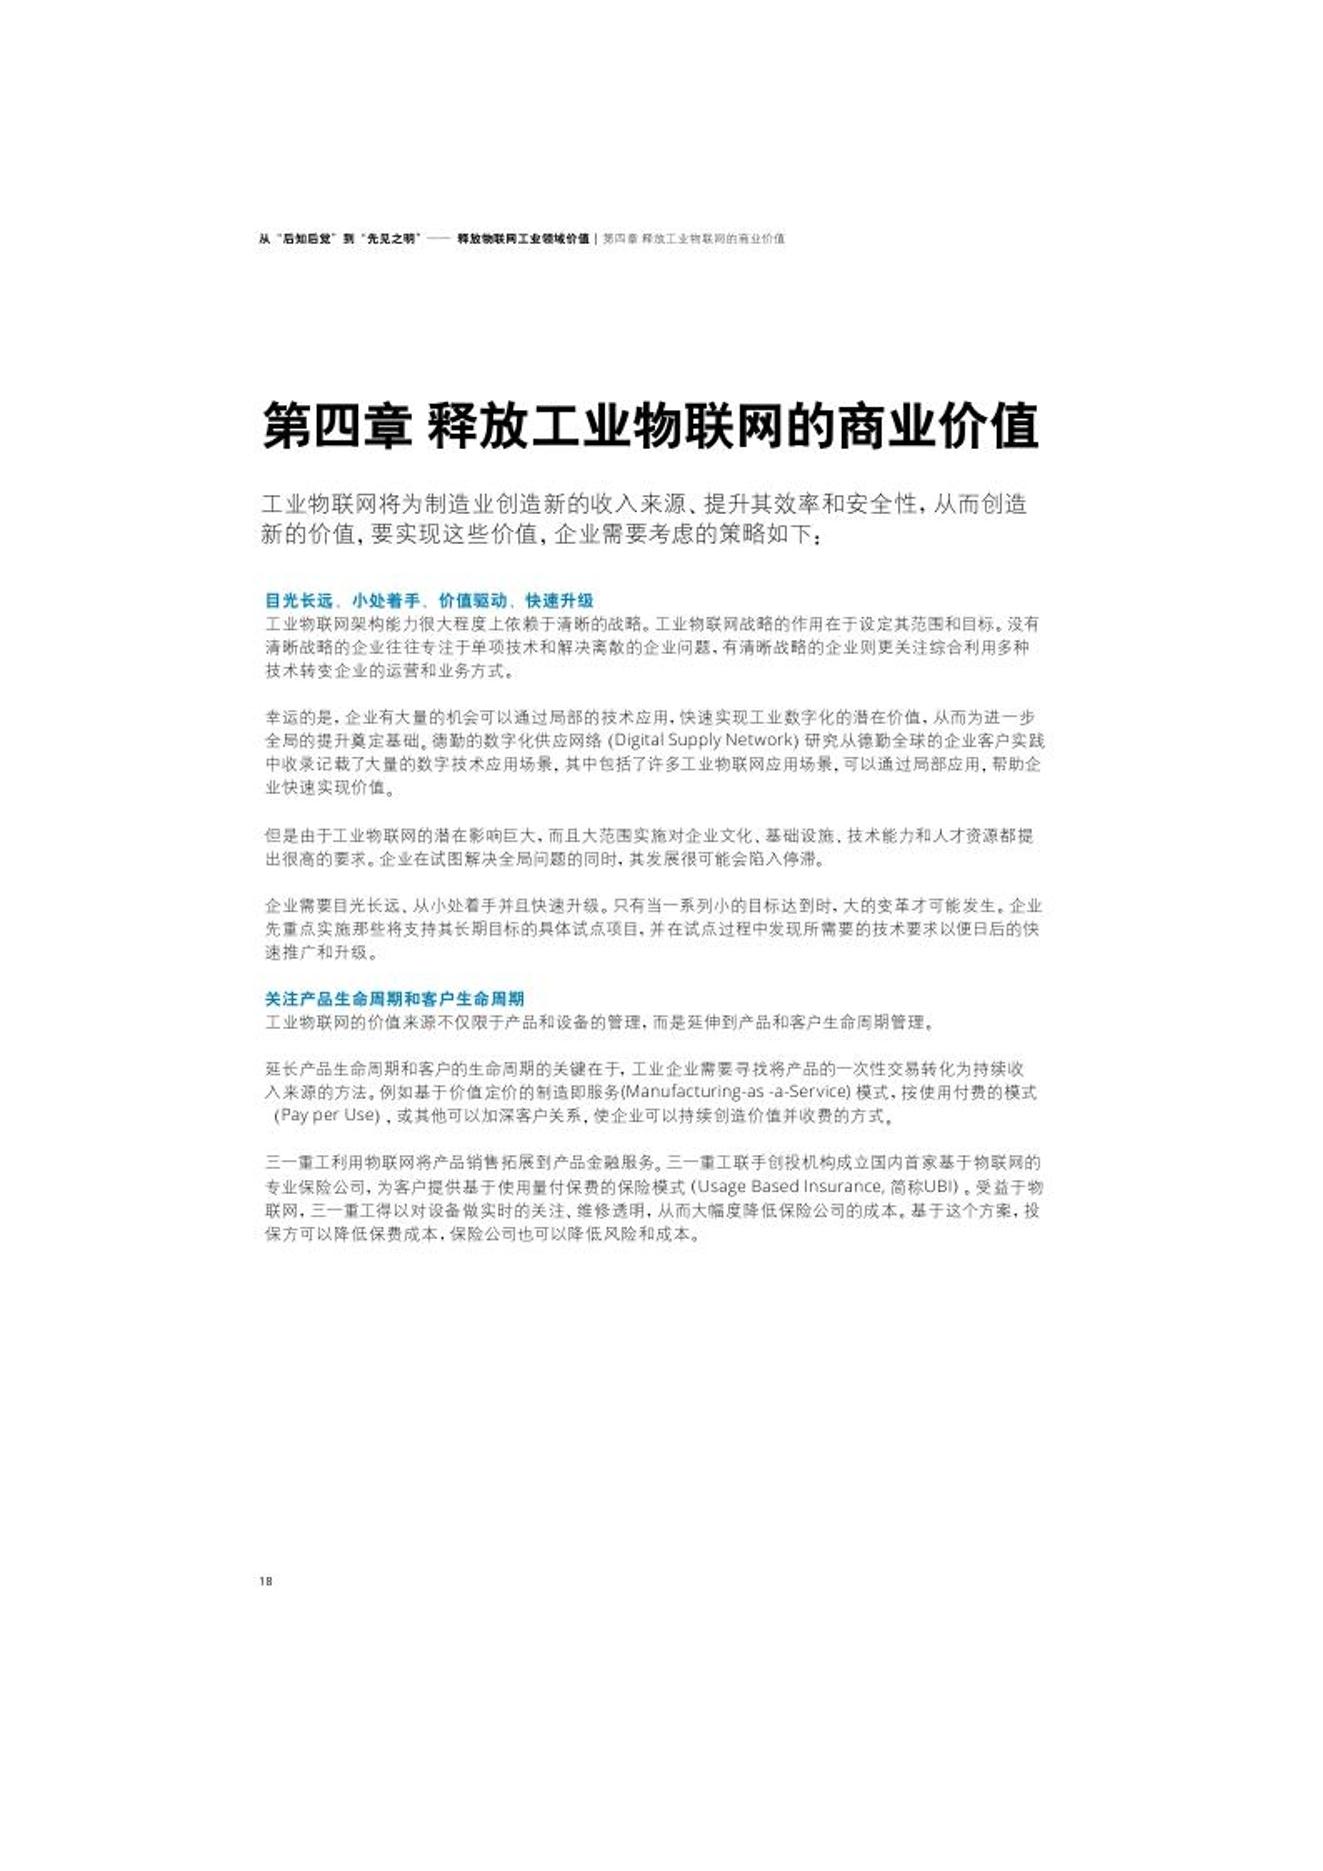 从“后知后觉”到“先见之明”—— 释放物联网工业领域价值 | 第四章 释放工业物联网的商业价值
第四章 释放工业物联网的商业价值
工业物联网将为制造业创造新的收入来源、提升其效率和安全性，从而创造
新的价值，要实现这些价值，企业需要考虑的策略如下：
目光长远、小处着手、价值驱动、快速升级
工业物联网架构能力很大程度上依赖于清晰的战略。工业物联网战略的作用在于设定其范围和目标。没有
清晰战略的企业往往专注于单项技术和解决离散的企业问题，有清晰战略的企业则更关注综合利用多种
技术转变企业的运营和业务方式。
幸运的是，企业有大量的机会可以通过局部的技术应用，快速实现工业数字化的潜在价值，从而为进一步
全局的提升奠定基础。德勤的数字化供应网络（Digital Supply Network）研究从德勤全球的企业客户实践
中收录记载了大量的数字技术应用场景，其中包括了许多工业物联网应用场景，可以通过局部应用，帮助企
业快速实现价值。
但是由于工业物联网的潜在影响巨大，而且大范围实施对企业文化、基础设施、技术能力和人才资源都提
出很高的要求。企业在试图解决全局问题的同时，其发展很可能会陷入停滞。
企业需要目光长远、从小处着手并且快速升级。只有当一系列小的目标达到时，大的变革才可能发生。企业
先重点实施那些将支持其长期目标的具体试点项目，并在试点过程中发现所需要的技术要求以便日后的快
速推广和升级。
关注产品生命周期和客户生命周期
工业物联网的价值来源不仅限于产品和设备的管理，而是延伸到产品和客户生命周期管理。
延长产品生命周期和客户的生命周期的关键在于，工业企业需要寻找将产品的一次性交易转化为持续收
入来源的方法。例如基于价值定价的制造即服务(Manufacturing-as -a-Service) 模式，按使用付费的模式
（Pay per Use），或其他可以加深客户关系，使企业可以持续创造价值并收费的方式。
三一重工利用物联网将产品销售拓展到产品金融服务。三一重工联手创投机构成立国内首家基于物联网的
专业保险公司，为客户提供基于使用量付保费的保险模式（Usage Based Insurance, 简称UBI）。受益于物
联网，三一重工得以对设备做实时的关注、维修透明，从而大幅度降低保险公司的成本。基于这个方案，投
保方可以降低保费成本，保险公司也可以降低风险和成本。
18